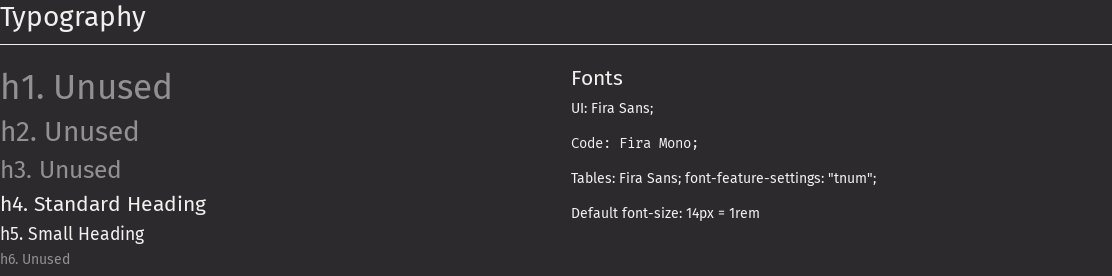 Typography
h1. Unused
h2. Unused
h3. Unused
h4. Standard Heading
h5. Small Heading
h6. Unused
Fonts
UI: Fira Sans;
Code: Fira Mono;
Tables: Fira Sans; font-feature-settings: "tnum";
Default font-size: 14px = 1rem